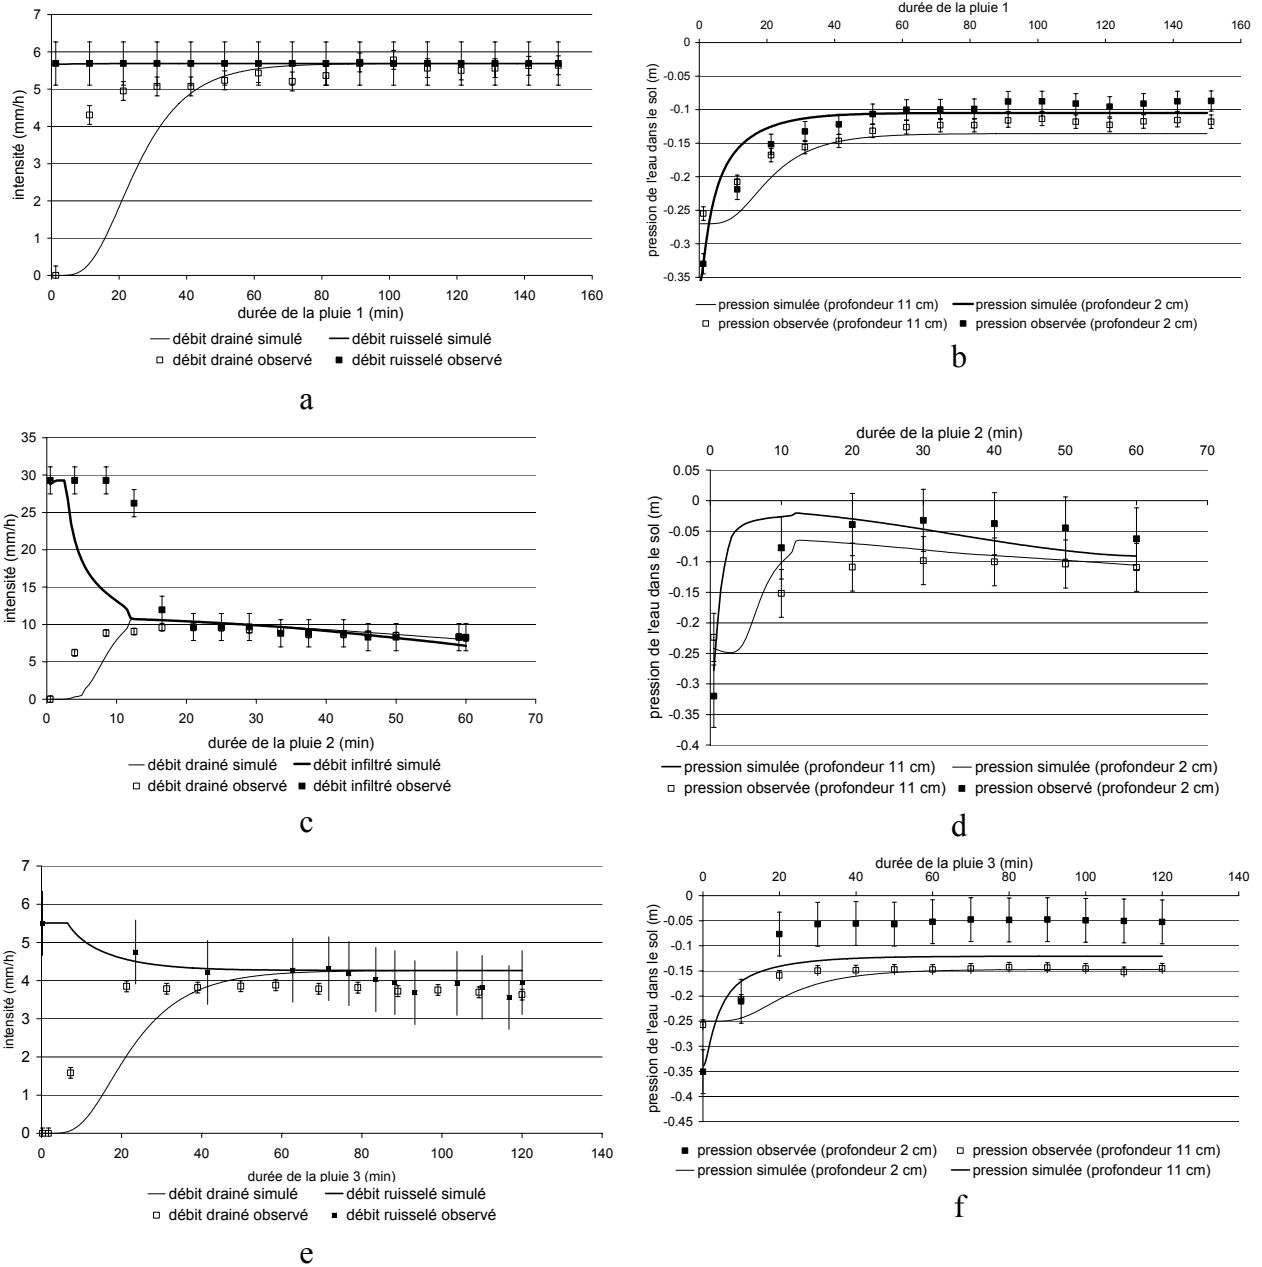 7
6
5
4
3
2
1
0
intensité (mm/h)
0 20 40 60 80 100 120 140 160
durée de la pluie 1 (min)
débit drainé simulé débit ruisselé simulé
débit drainé observé débit ruisselé observé
a
durée de la pluie 1
0 20 40 60 80 100 120 140 160
0
-0.05
-0.1
-0.15
-0.2
-0.25
-0.3
-0.35
pression de l'eau dans le sol (m)
pression simulée (profondeur 11 cm) pression simulée (profondeur 2 cm)
pression observée (profondeur 11 cm) pression observée (profondeur 2 cm)
b
35
30
25
20
15
10
5
0
intensité (mm/h)
0 10 20 30 40 50 60 70
durée de la pluie 2 (min)
débit drainé simulé débit infiltré simulé
débit drainé observé débit infiltré observé
c
durée de la pluie 2 (min)
0 10 20 30 40 50 60 70
0.05
0
-0.05
-0.1
-0.15
-0.2
-0.25
-0.3
-0.35
-0.4
pression de l'eau dans le sol (m)
pression simulée (profondeur 11 cm) pression simulée (profondeur 2 cm)
pression observée (profondeur 11 cm) pression observé (profondeur 2 cm)
d
7
6
5
4
3
2
1
0
intensité (mm/h)
0 20 40 60 80 100 120 140
durée de la pluie 3 (min)
débit drainé simulé débit ruisselé simulé
débit drainé observé débit ruisselé observé
e
durée de la pluie 3 (min)
0 20 40 60 80 100 120 140
0
-0.05
-0.1
-0.15
-0.2
-0.25
-0.3
-0.35
-0.4
-0.45
pression de l'eau dans le sol (m)
pression observée (profondeur 2 cm) pression observée (profondeur 11 cm)
pression simulée (profondeur 2 cm) pression simulée (profondeur 11 cm)
f